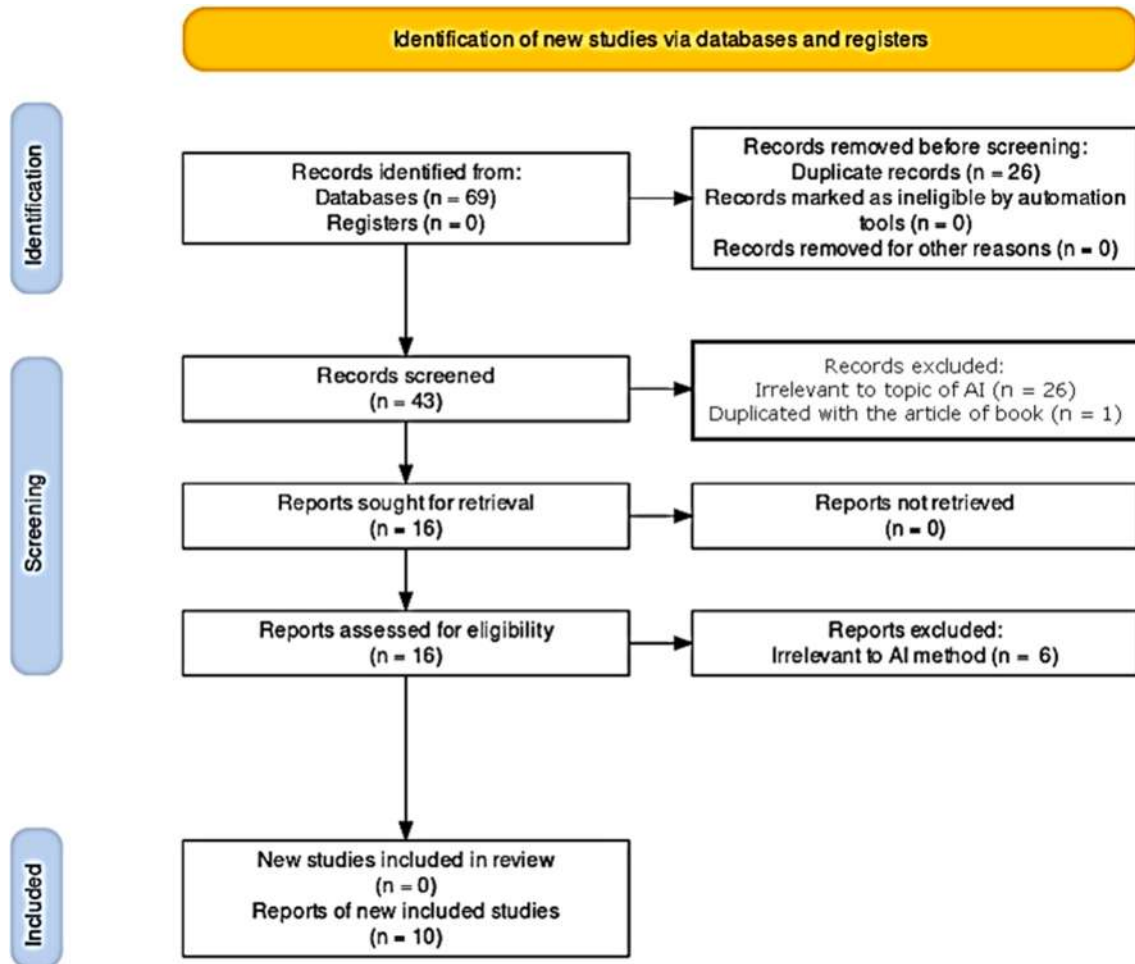 Identification of new studies via databases and registers
Identification
Records identified from:
Databases (n = 69)
Registers (n = 0)
Records removed before screening:
Duplicate records (n = 26)
Records marked as ineligible by automation
tools (n = 0)
Records removed for other reasons (n = 0)
Screening
Records screened
(n = 43)
Records excluded:
Irrelevant to topic of AI (n = 26)
Duplicated with the article of book (n = 1)
Reports sought for retrieval
(n = 16)
Reports not retrieved
(n = 0)
Reports assessed for eligibility
(n = 16)
Reports excluded:
Irrelevant to AI method (n = 6)
Included
New studies included in review
(n = 0)
Reports of new included studies
(n = 10)